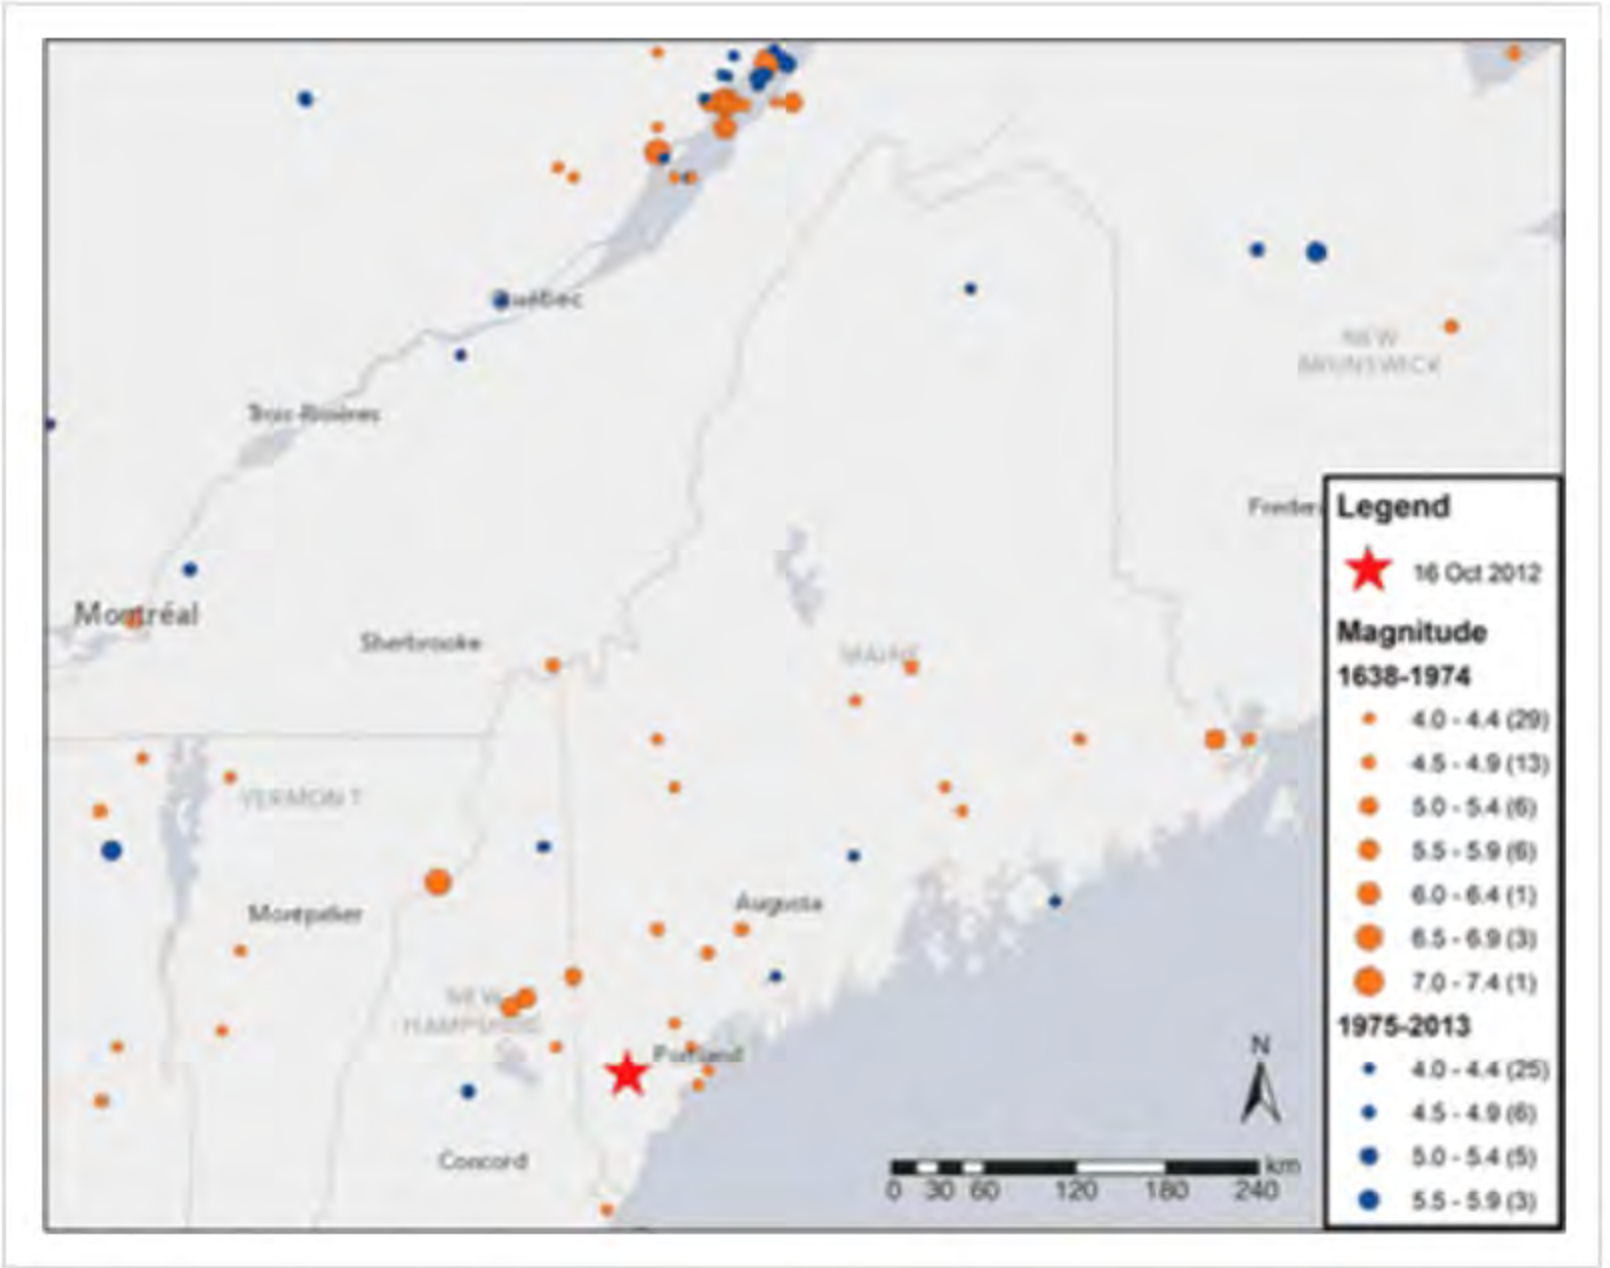 Québec
Trois-Rivières
NEW
BRUNSWICK
Montréal
Sherbrooke
MAINE
VERMONT
Montpelier
Augusta
NEW
HAMPSHIRE
Portland
Concord
N
km
0 30 60 120 180 240
Legend
16 Oct 2012
Magnitude
1638-1974
4.0 - 4.4 (29)
4.5 - 4.9 (13)
5.0 - 5.4 (6)
5.5 - 5.9 (6)
6.0 - 6.4 (1)
6.5 - 6.9 (3)
7.0 - 7.4 (1)
1975-2013
4.0 - 4.4 (25)
4.5 - 4.9 (6)
5.0 - 5.4 (5)
5.5 - 5.9 (3)